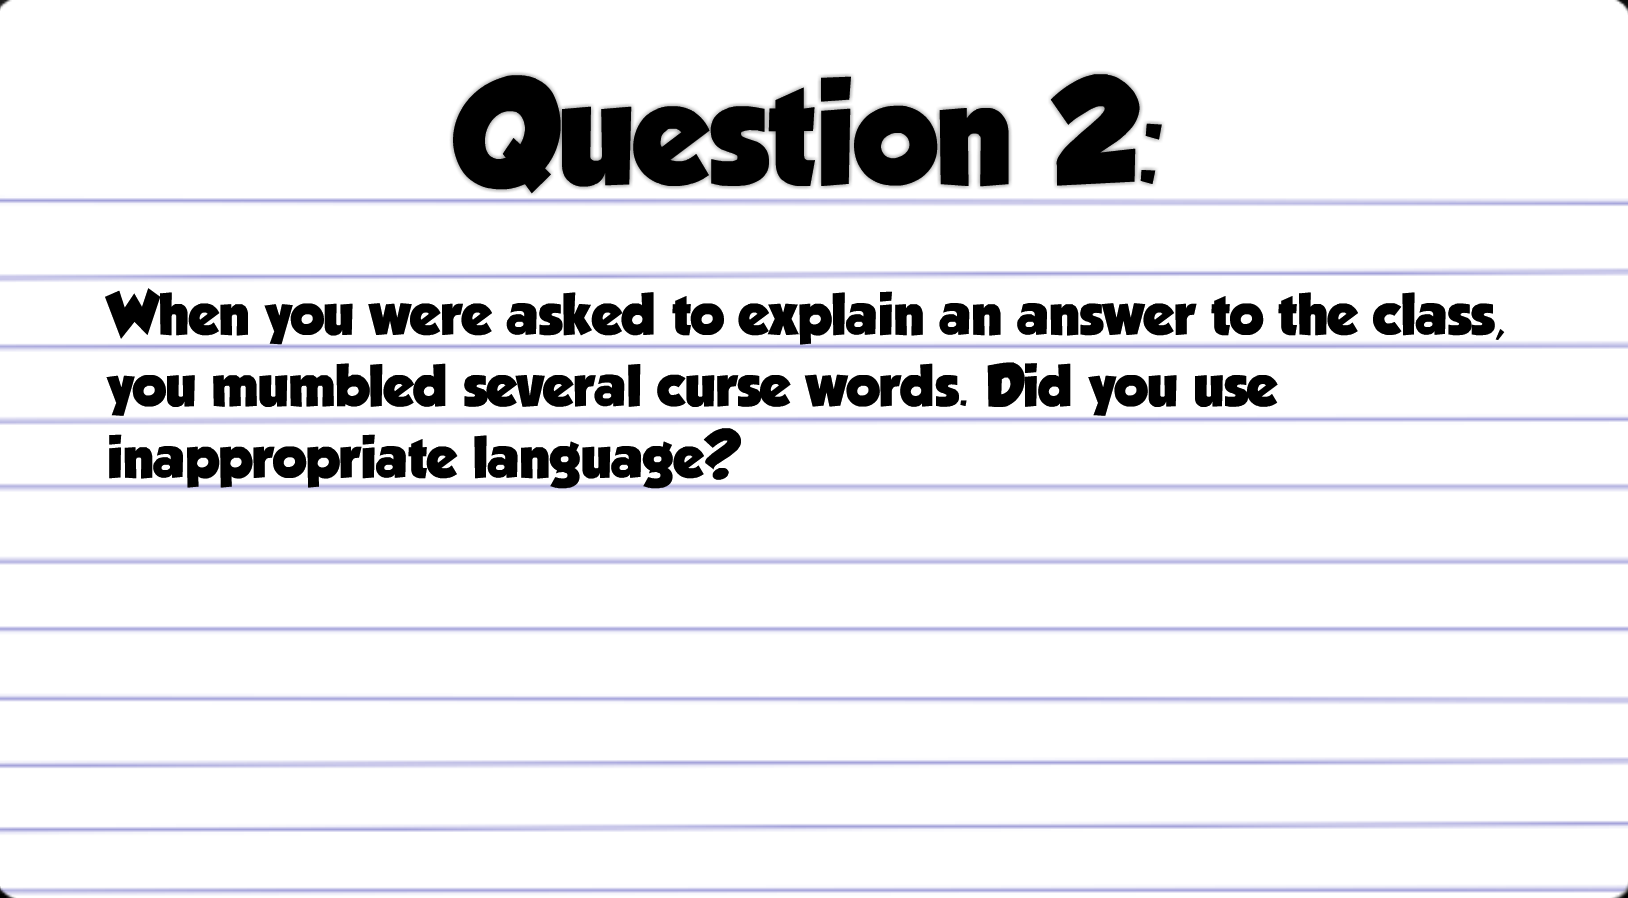 Question 2:
When you were asked to explain an answer to the class,
you mumbled several curse words. Did you use
inappropriate language?